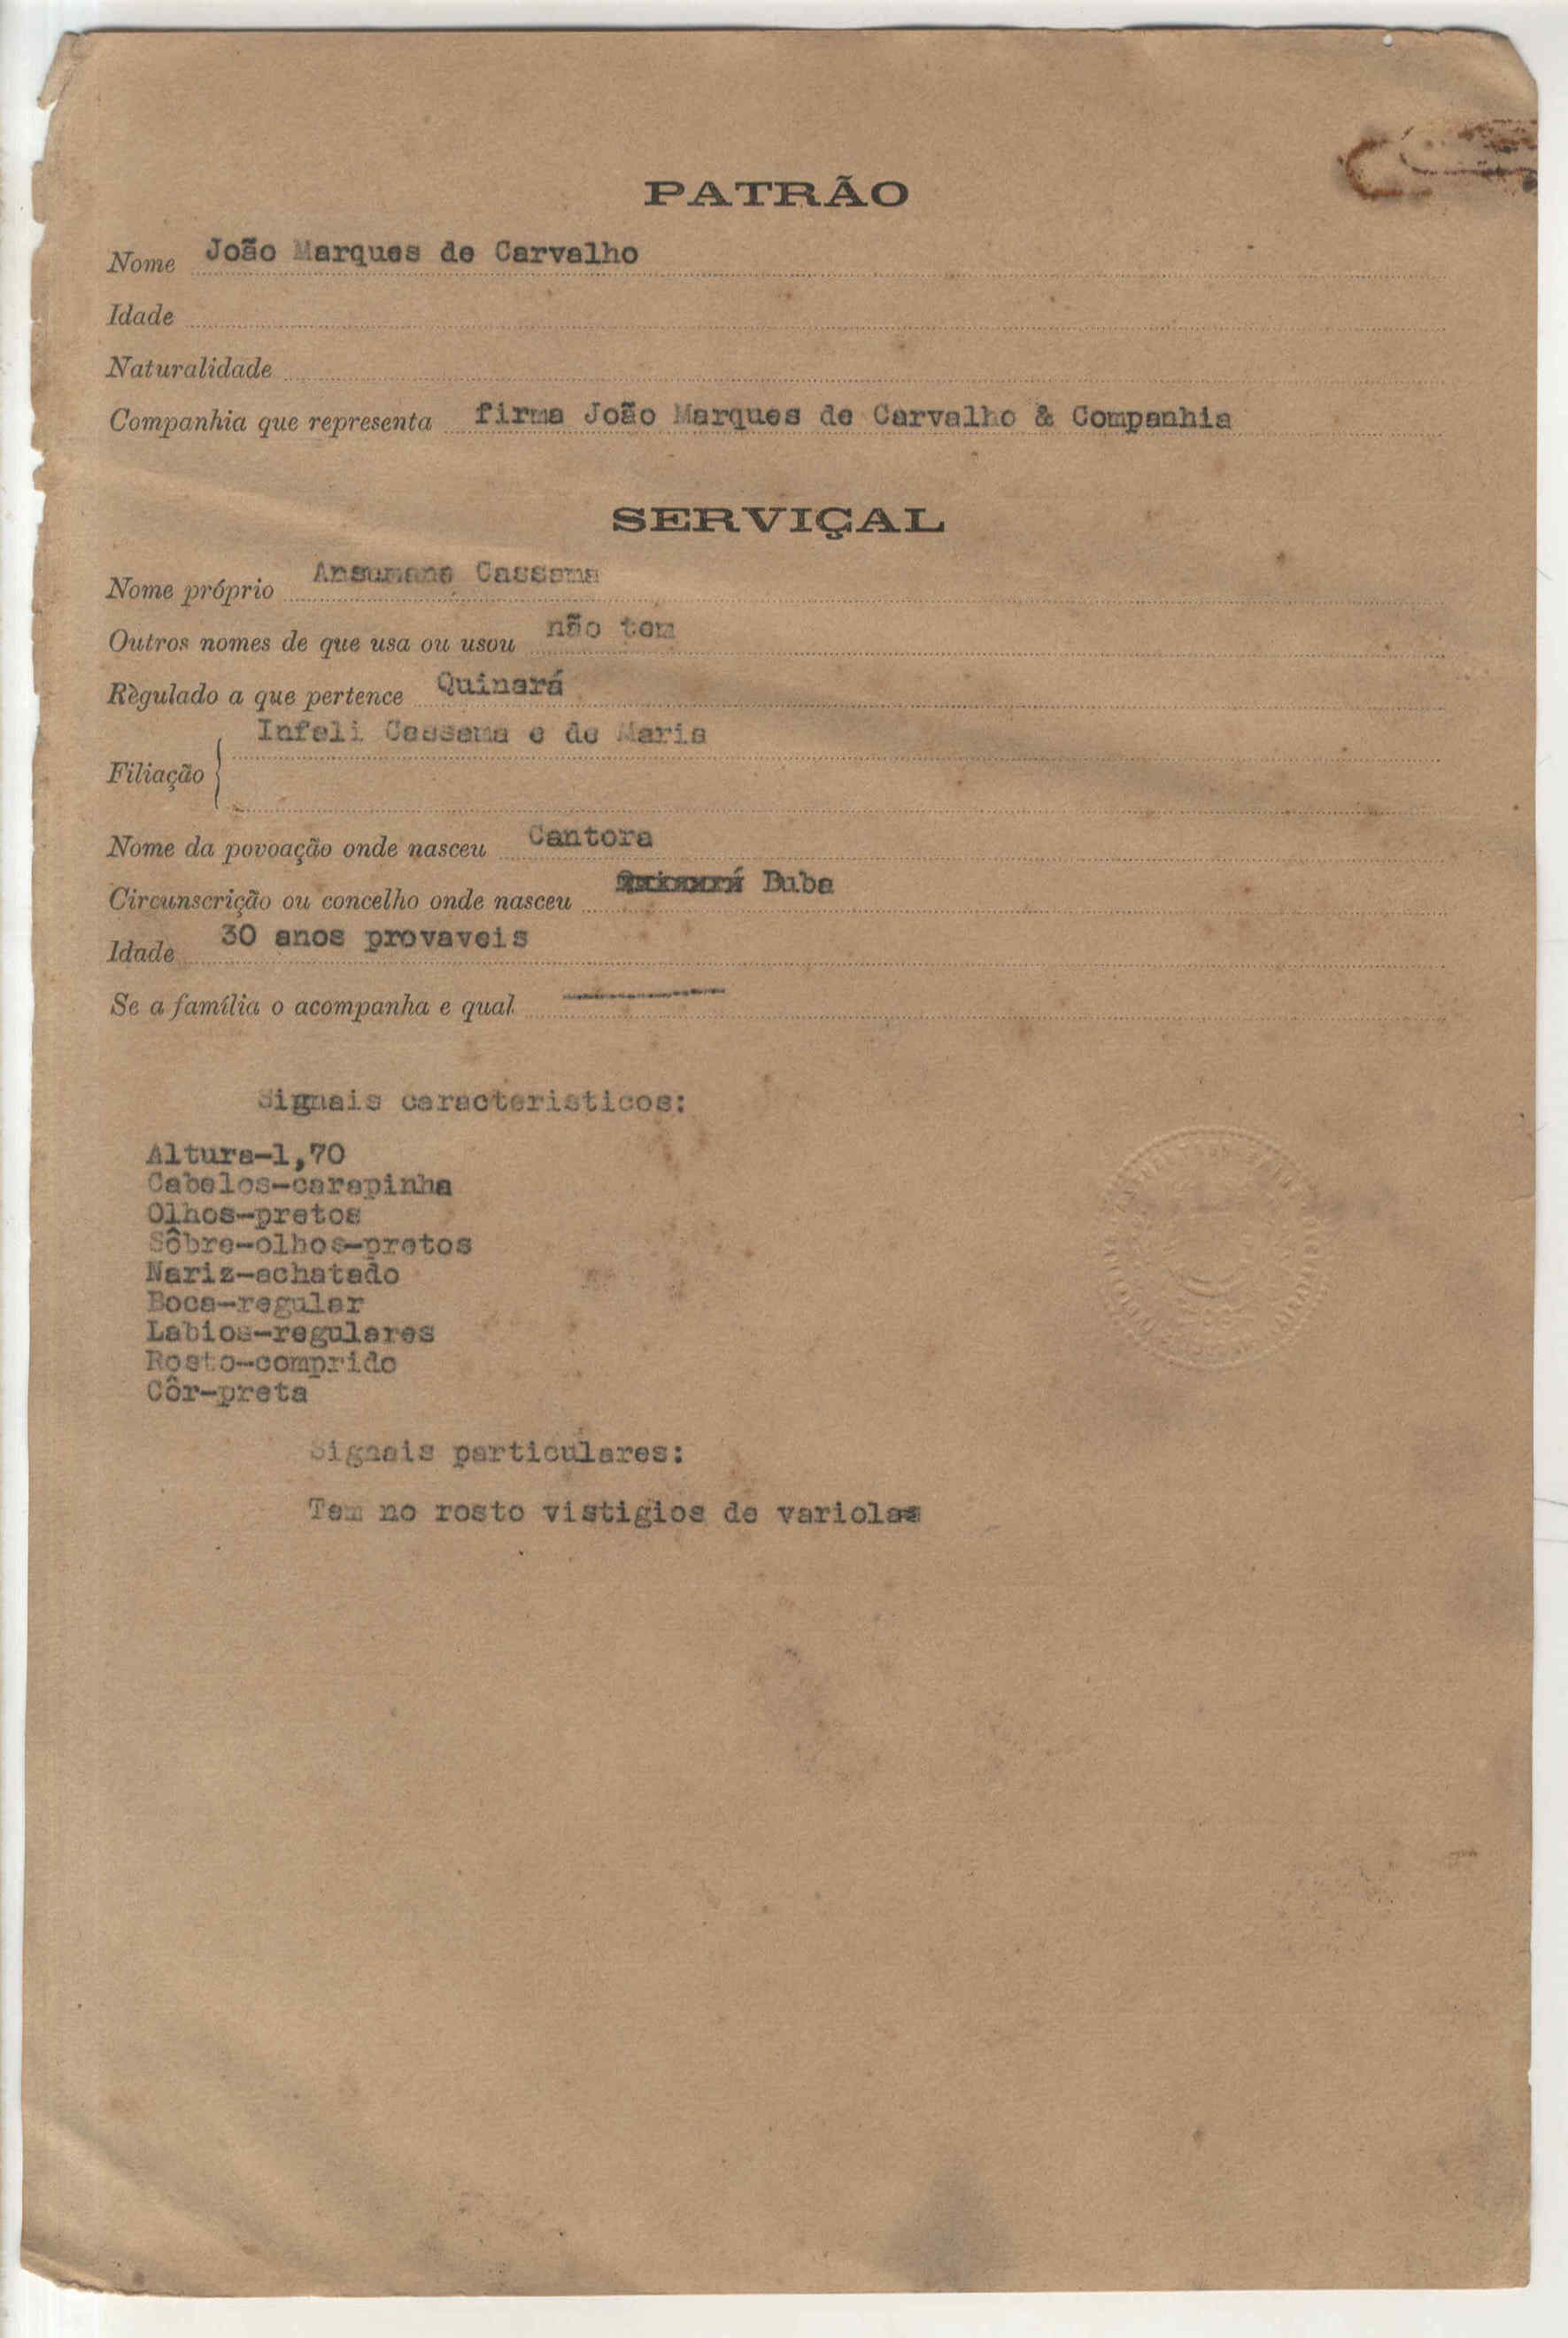 PATRÃO
Nome João Marques de Carvalho
Idade
Naturalidade
Companhia que representa firma João Marques de Carvalho & Companhia
SERVIÇAL
Nome próprio Ansumane Cassama
Outros nomes de que usa ou usou não tem
Règulado a que pertence Quinará
Infali Cassama e de Maria
Filiação
Nome da povoação onde nasceu Cantora
Circunscrição ou concelho onde nasceu Buba
Idade 30 anos provaveis
Se a família o acompanha e qual
Signais caracteristicos:
Altura-1,70
Cabelos-carapinha
Olhos-pretos
Sôbre-olhos-pretos
Nariz-achatado
Boca-regular
Labios-regulares
Rosto-comprido
Côr-preta
Signais particulares:
Tem no rosto vistigios de variolas